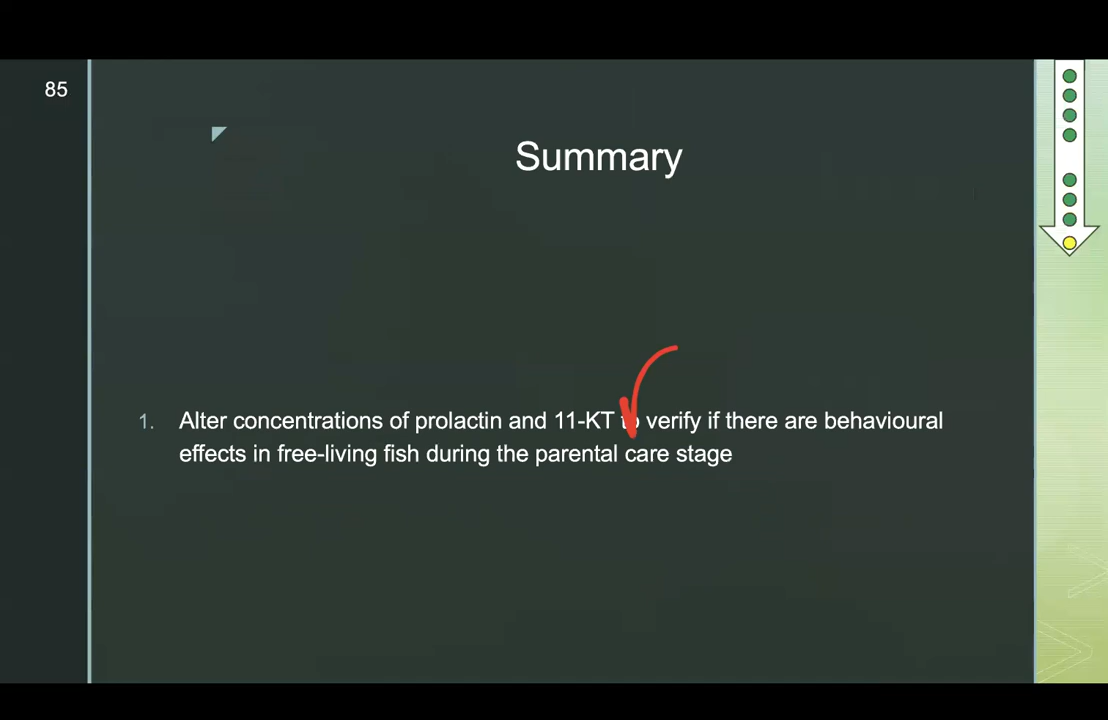 85
Summary
1. Alter concentrations of prolactin and 11-KT to verify if there are behavioural
effects in free-living fish during the parental care stage